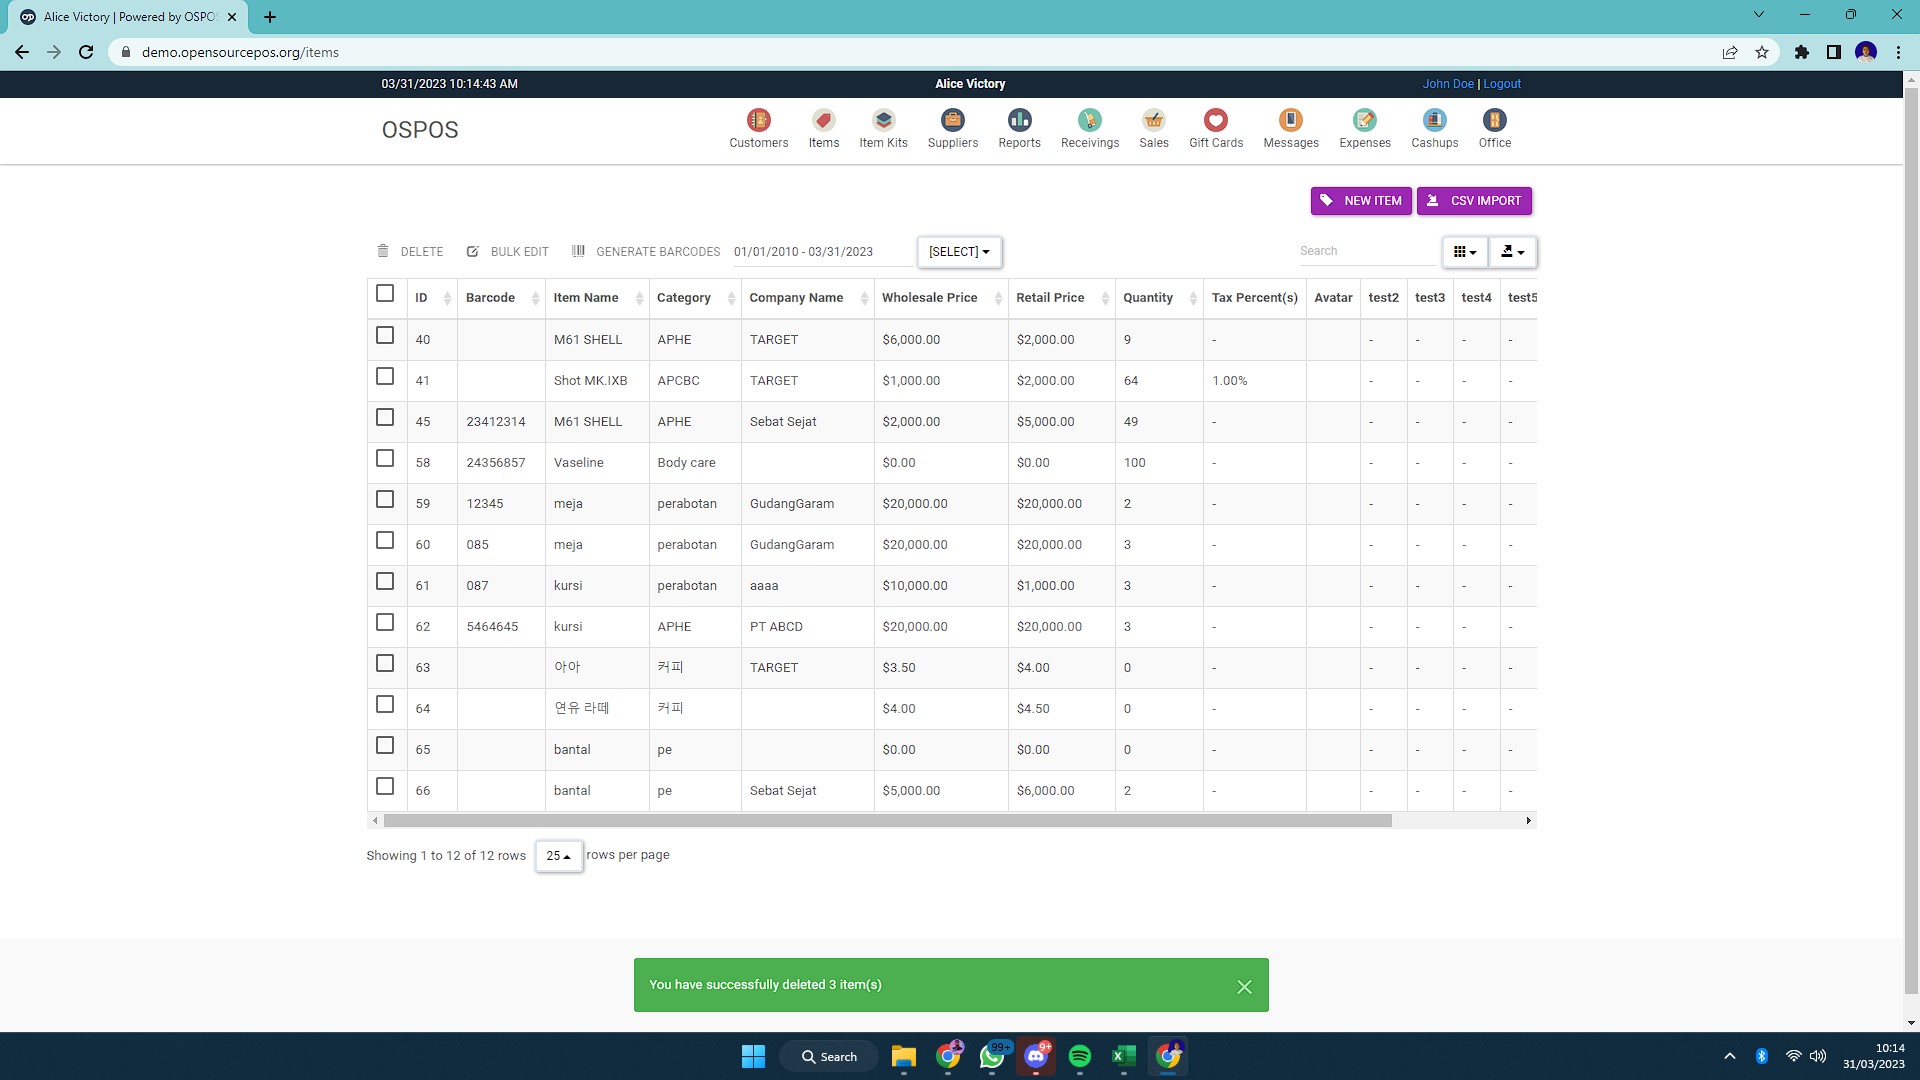 Alice Victory | Powered by OSPO
demo.opensourcepos.org/items
03/31/2023 10:14:43 AM Alice Victory John Doe | Logout
OSPOS
Customers Items Item Kits Suppliers Reports Receivings Sales Gift Cards Messages Expenses Cashups Office
NEW ITEM CSV IMPORT
DELETE BULK EDIT GENERATE BARCODES 01/01/2010 - 03/31/2023 [SELECT] Search
ID Barcode Item Name Category Company Name Wholesale Price Retail Price Quantity Tax Percent(s) Avatar test2 test3 test4 test5
40 M61 SHELL APHE TARGET $6,000.00 $2,000.00 9 - - - - -
41 Shot MK.IXB APCBC TARGET $1,000.00 $2,000.00 64 1.00% - - - -
45 23412314 M61 SHELL APHE Sebat Sejat $2,000.00 $5,000.00 49 - - - - -
58 24356857 Vaseline Body care $0.00 $0.00 100 - - - - -
59 12345 meja perabotan GudangGaram $20,000.00 $20,000.00 2 - - - - -
60 085 meja perabotan GudangGaram $20,000.00 $20,000.00 3 - - - - -
61 087 kursi perabotan aaaa $10,000.00 $1,000.00 3 - - - - -
62 5464645 kursi APHE PT ABCD $20,000.00 $20,000.00 3 - - - - -
63 아아 커피 TARGET $3.50 $4.00 0 - - - - -
64 연유 라떼 커피 $4.00 $4.50 0 - - - - -
65 bantal pe $0.00 $0.00 0 - - - - -
66 bantal pe Sebat Sejat $5,000.00 $6,000.00 2 - - - - -
Showing 1 to 12 of 12 rows 25 rows per page
You have successfully deleted 3 item(s)
Search 99+ 9+ 10:14
31/03/2023